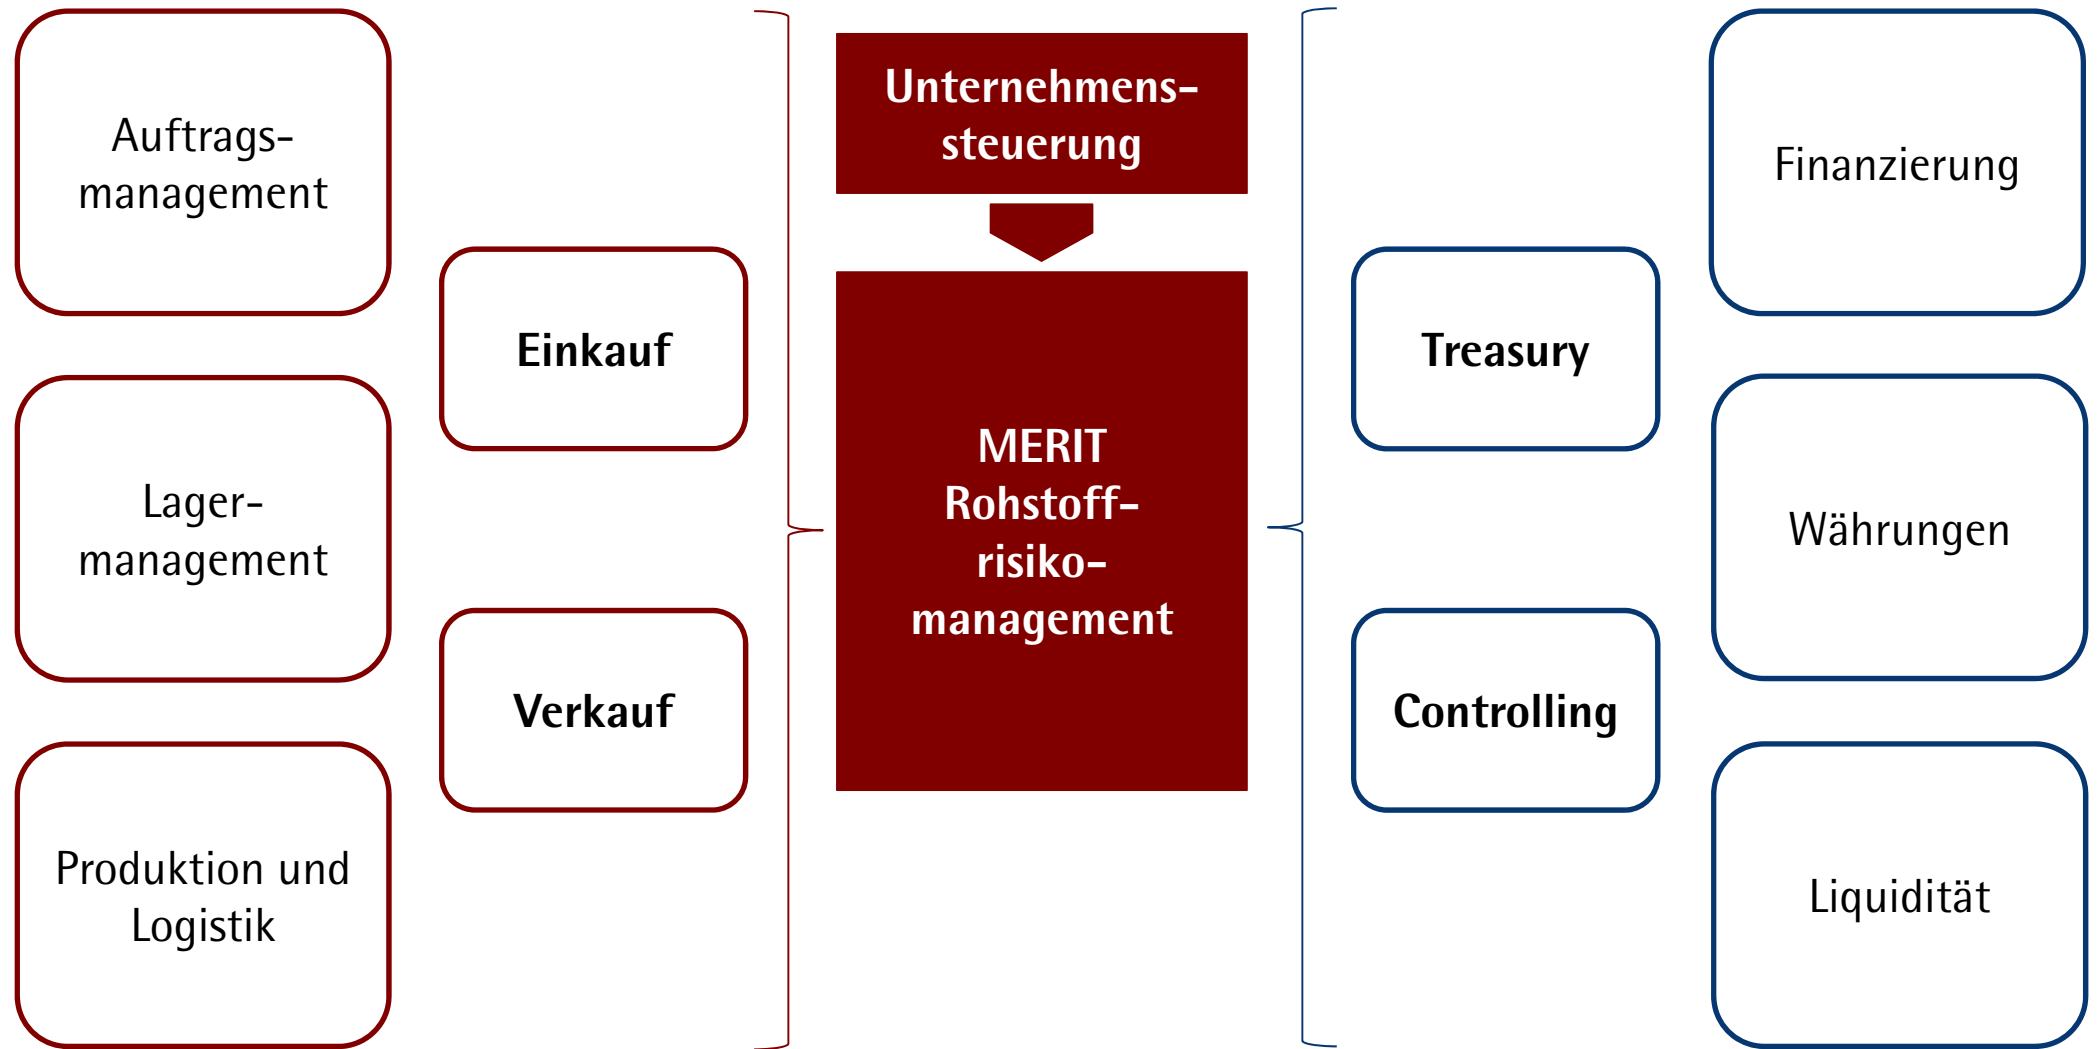 Auftrags-
management
Lager-
management
Produktion und
Logistik
Einkauf
Verkauf
Unternehmens-
steuerung
MERIT
Rohstoff-
risiko-
management
Treasury
Controlling
Finanzierung
Währungen
Liquidität